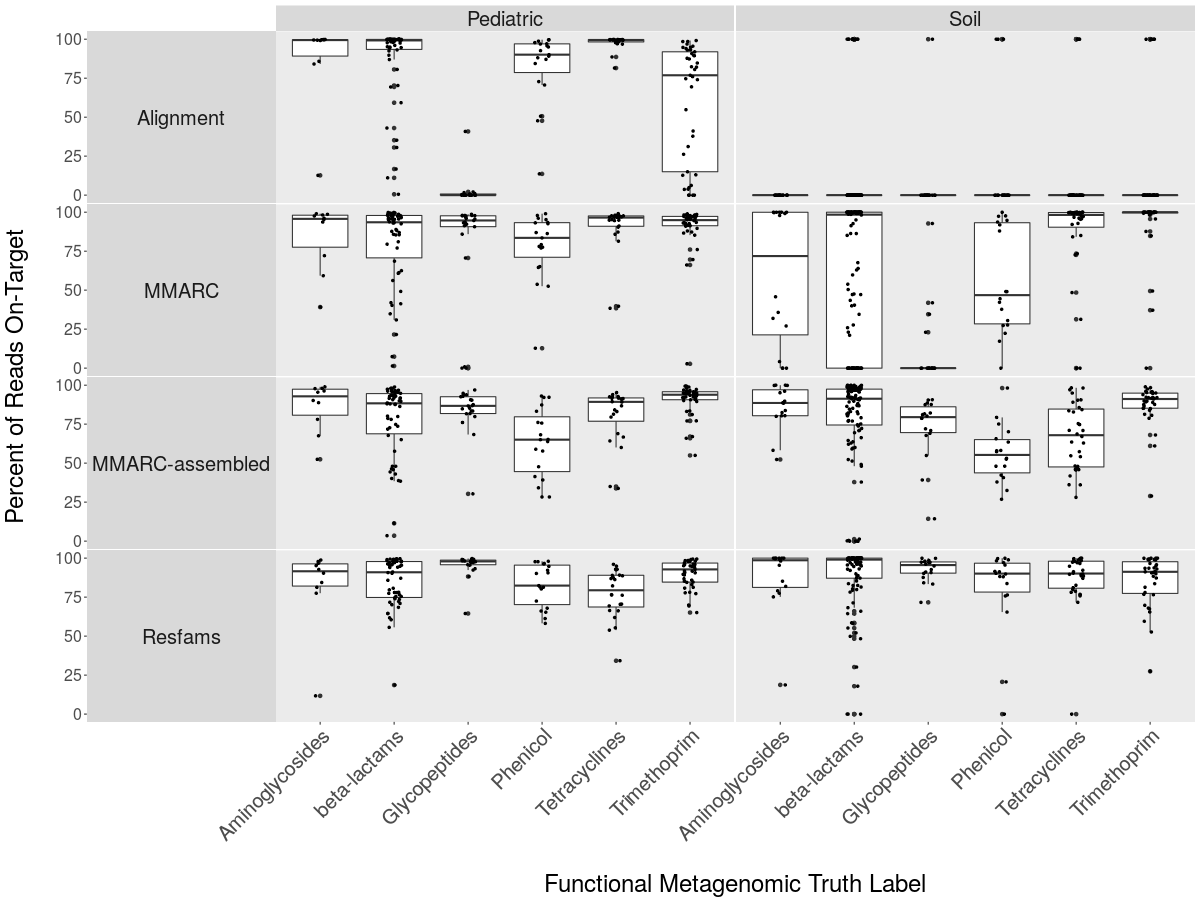 Pediatric Soil
Percent of Reads On-Target
Alignment
100
75
50
25
0
MMARC
100
75
50
25
0
MMARC-assembled
100
75
50
25
0
Resfams
100
75
50
25
0
Aminoglycosides beta-lactams Glycopeptides Phenicol Tetracyclines Trimethoprim Aminoglycosides beta-lactams Glycopeptides Phenicol Tetracyclines Trimethoprim
Functional Metagenomic Truth Label